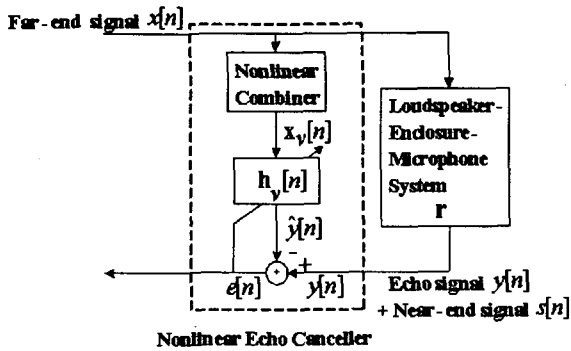 Far-end signal x[n]
Nonlinear
Combiner
x_v[n]
h_v[n]
ŷ[n]
Loudspeaker-
Enclosure-
Microphone
System
r
-
+
e[n]
y[n]
Echo signal y[n]
+ Near-end signal s[n]
Nonlinear Echo Canceller